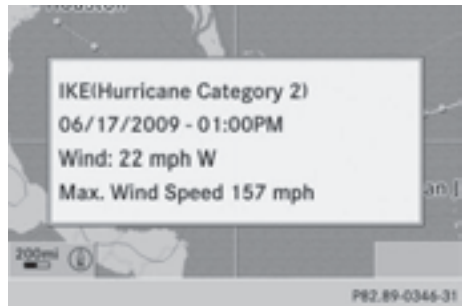 Houston
IKE(Hurricane Category 2)
06/17/2009 - 01:00PM
Wind: 22 mph W
Max. Wind Speed 157 mph
200mi
P82.89-0346-31